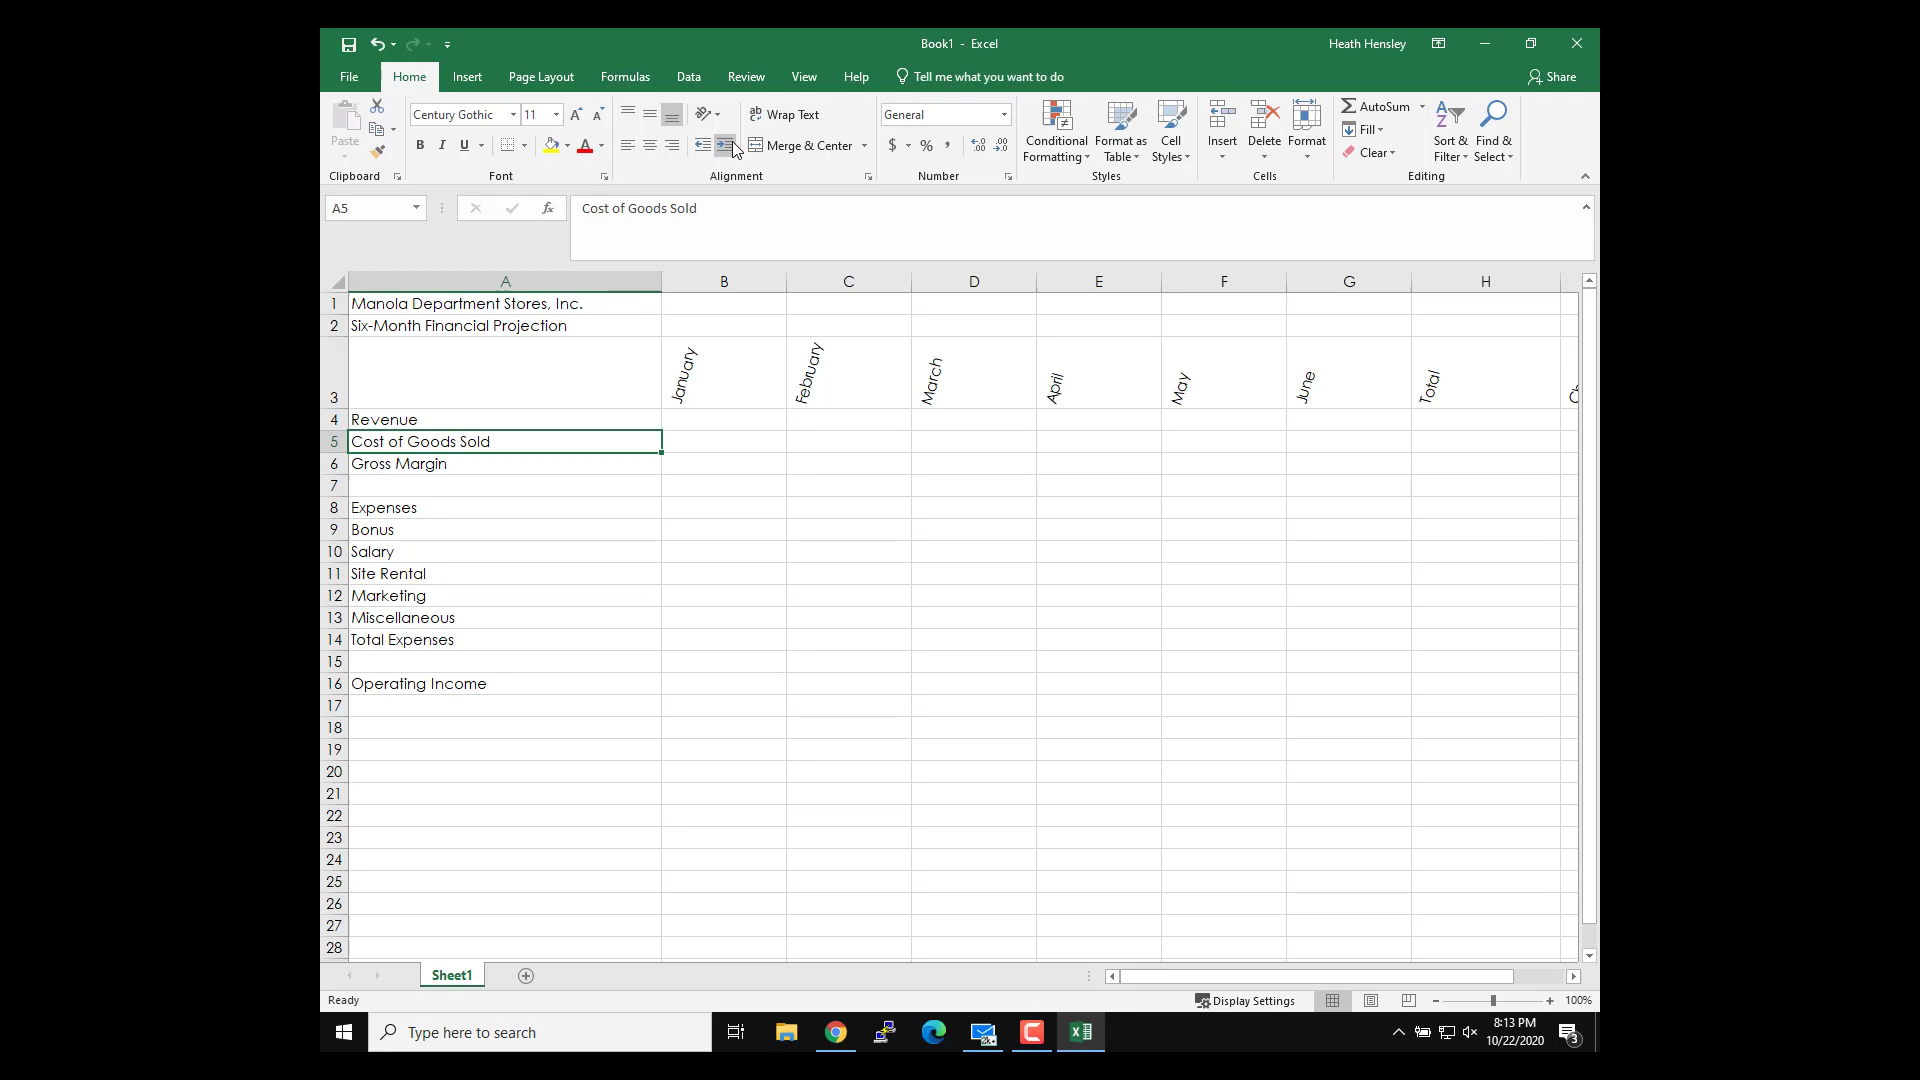 Book1 - Excel
Heath Hensley
File Home Insert Page Layout Formulas Data Review View Help Tell me what you want to do Share
Paste
Clipboard
Century Gothic 11
B I U
Font
Wrap Text
Merge & Center
Alignment
General
$ % ,
Number
Conditional Formatting
Format as Table
Cell Styles
Styles
Insert
Delete
Format
Cells
AutoSum
Fill
Clear
Sort & Filter
Find & Select
Editing
A5 fx Cost of Goods Sold
A B C D E F G H
1 Manola Department Stores, Inc.
2 Six-Month Financial Projection
3 January February March April May June Total
4 Revenue
5 Cost of Goods Sold
6 Gross Margin
7
8 Expenses
9 Bonus
10 Salary
11 Site Rental
12 Marketing
13 Miscellaneous
14 Total Expenses
15
16 Operating Income
17
18
19
20
21
22
23
24
25
26
27
28
Sheet1
Ready Display Settings 100%
Type here to search
8:13 PM
10/22/2020
3